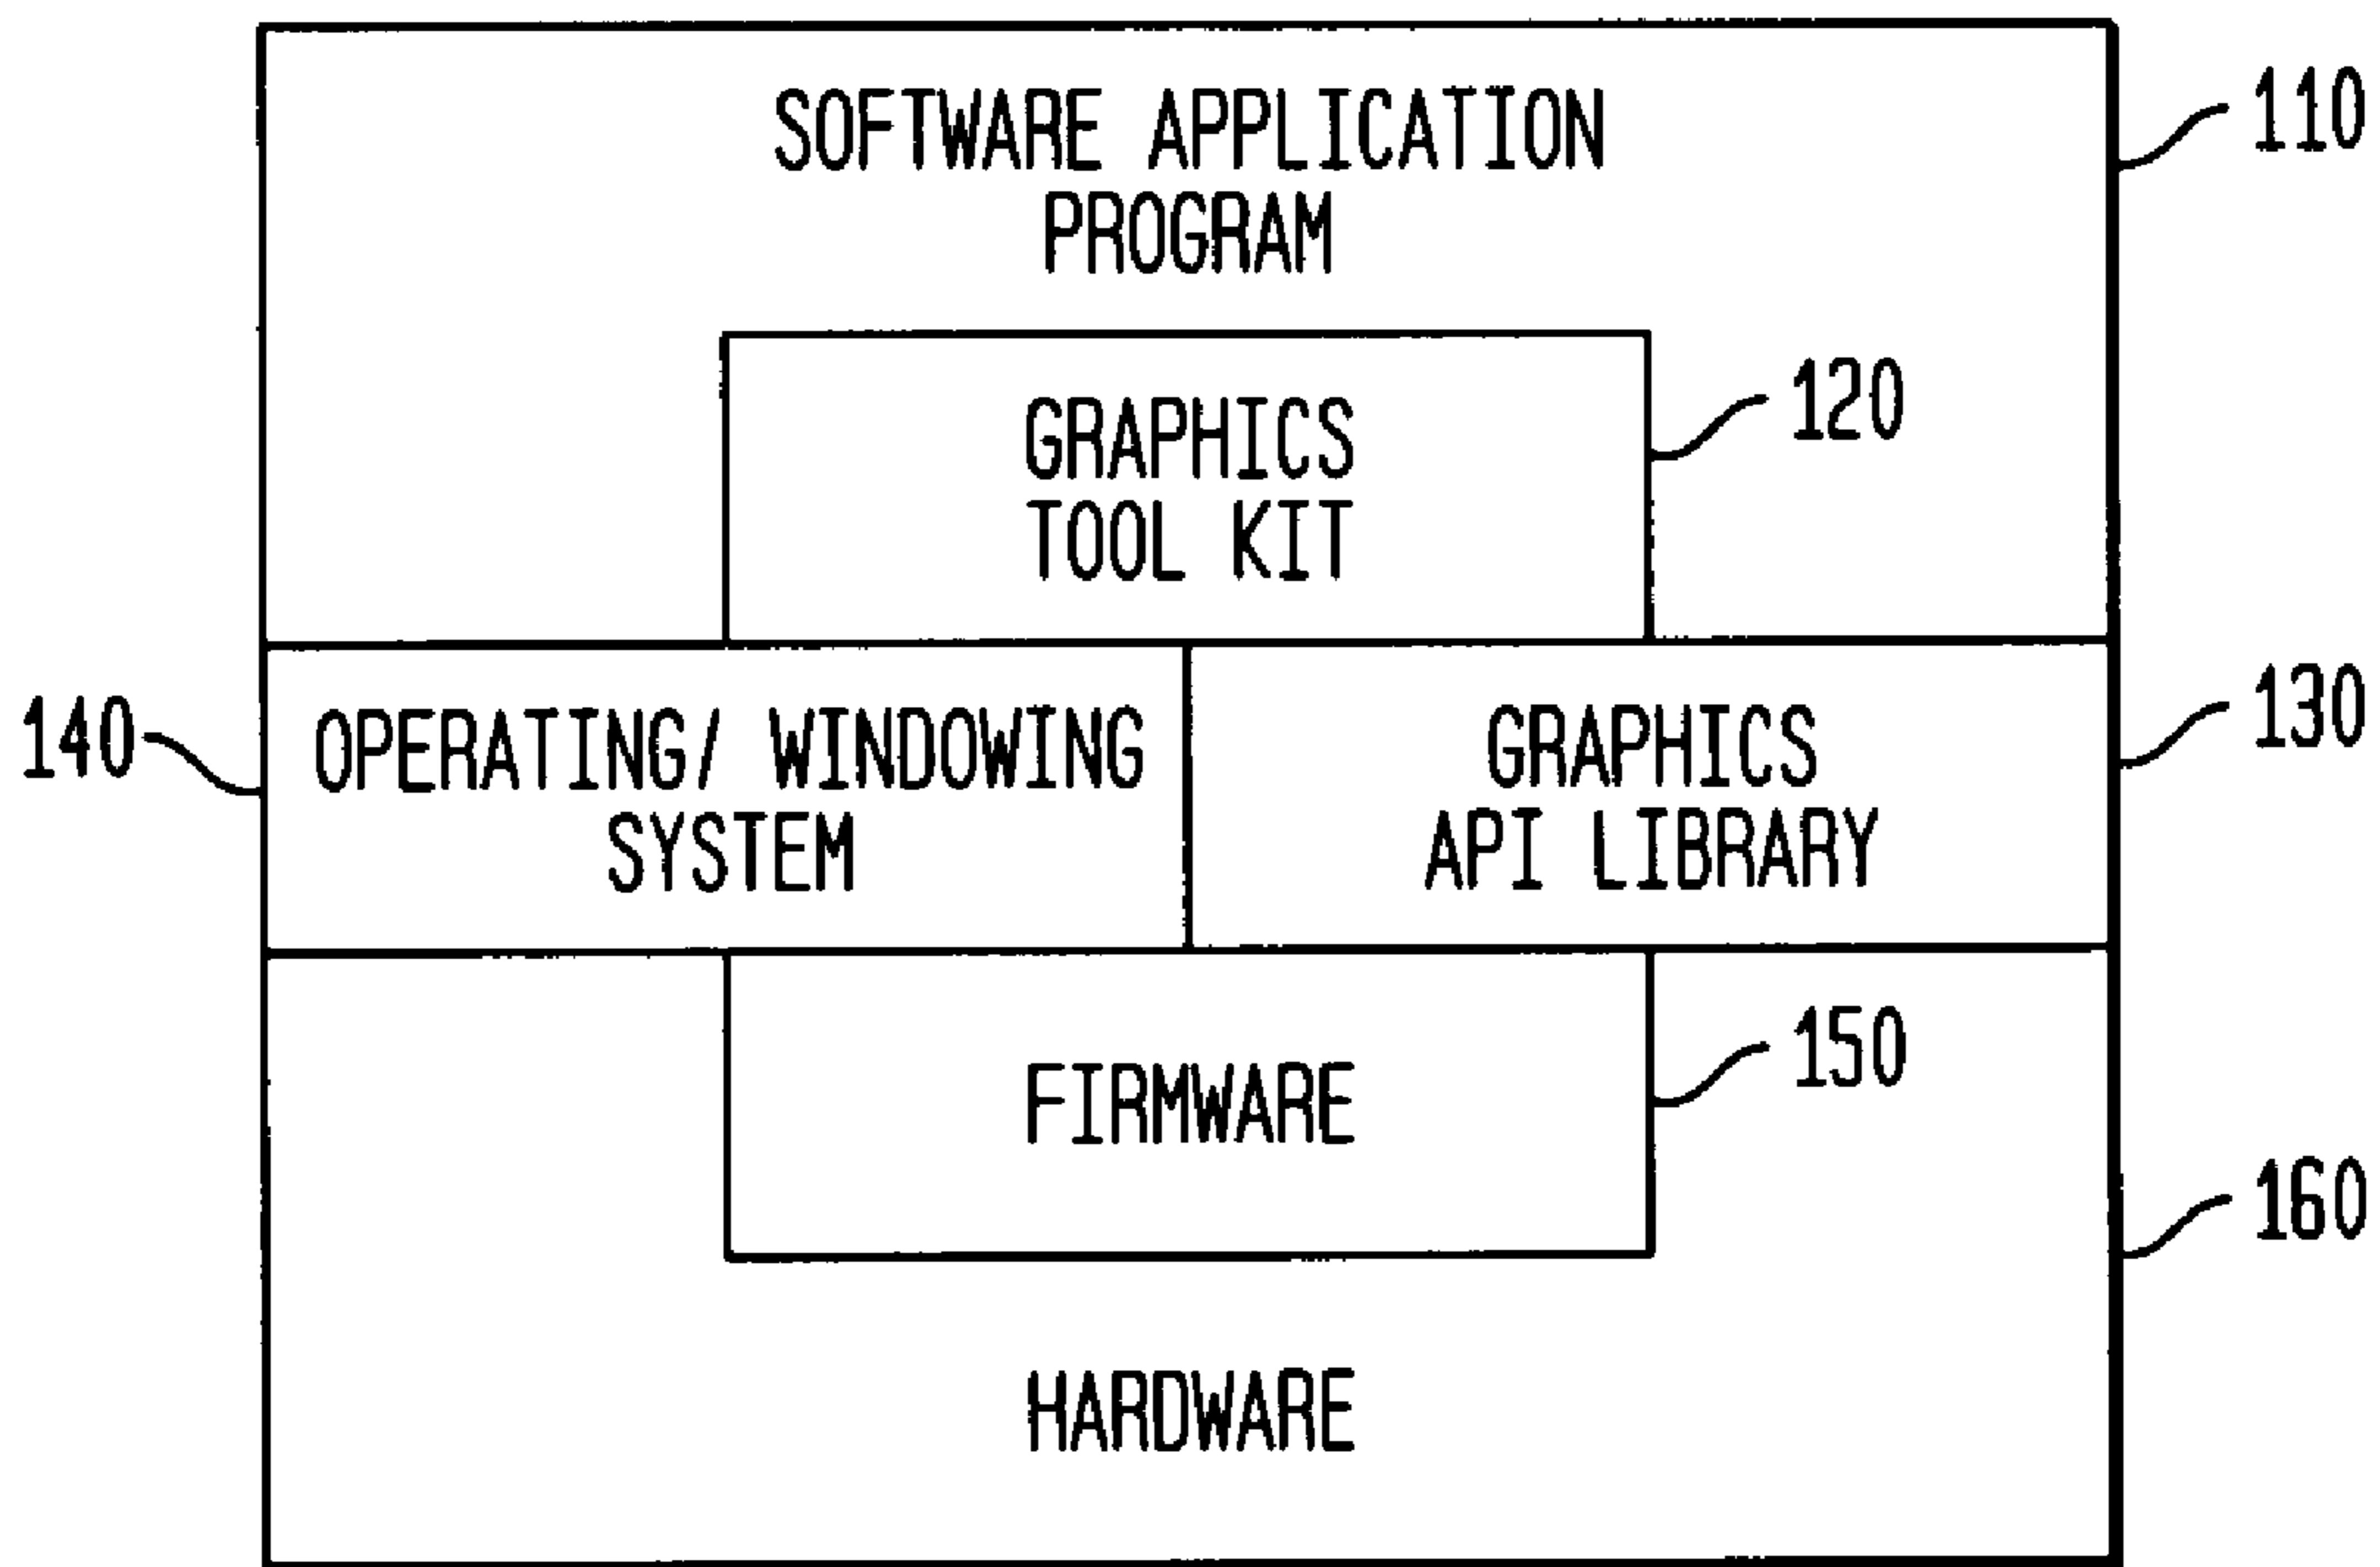 SOFTWARE APPLICATION
PROGRAM
110
GRAPHICS
TOOL KIT
120
140
OPERATING/ WINDOWING
SYSTEM
GRAPHICS
API LIBRARY
130
FIRMWARE
150
160
HARDWARE